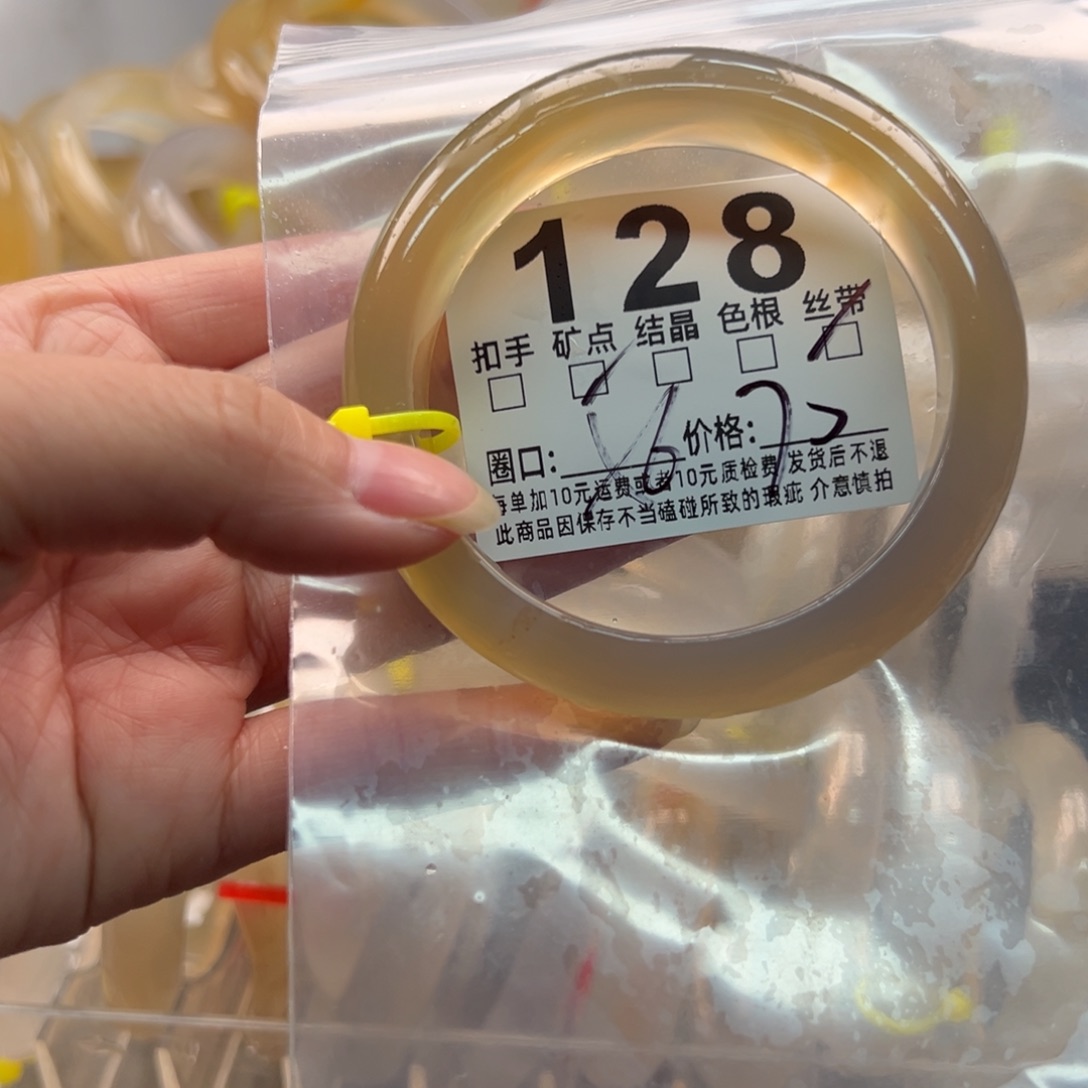 128
扣手 矿点 结晶 色根 丝带
圈口: 价格: 72
每单加10元运费或者10元质检费 发货后不退
此商品因保存不当磕碰所致的瑕疵 介意慎拍